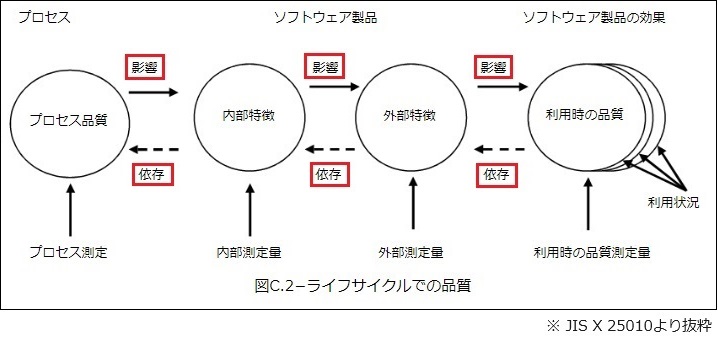 プロセス
ソフトウェア製品
ソフトウェア製品の効果
影響
影響
影響
プロセス品質
内部特徴
外部特徴
利用時の品質
依存
依存
依存
利用状況
プロセス測定
内部測定量
外部測定量
利用時の品質測定量
図C.2−ライフサイクルでの品質
※ JIS X 25010より抜粋